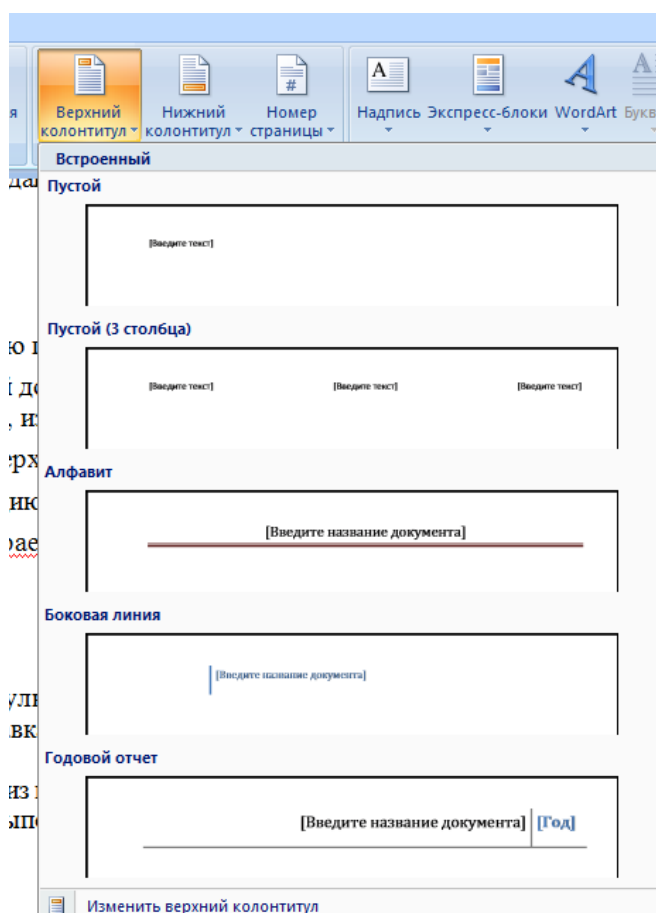 я
Верхний колонтитул
Нижний колонтитул
Номер страницы
#
A
Надпись
Экспресс-блоки
A
WordArt
A
Букв
Встроенный
дан
Пустой
[Введите текст]
Пустой (3 столбца)
[Введите текст] [Введите текст] [Введите текст]
Алфавит
[Введите название документа]
Боковая линия
[Введите название документа]
Годовой отчет
[Введите название документа] [Год]
Изменить верхний колонтитул